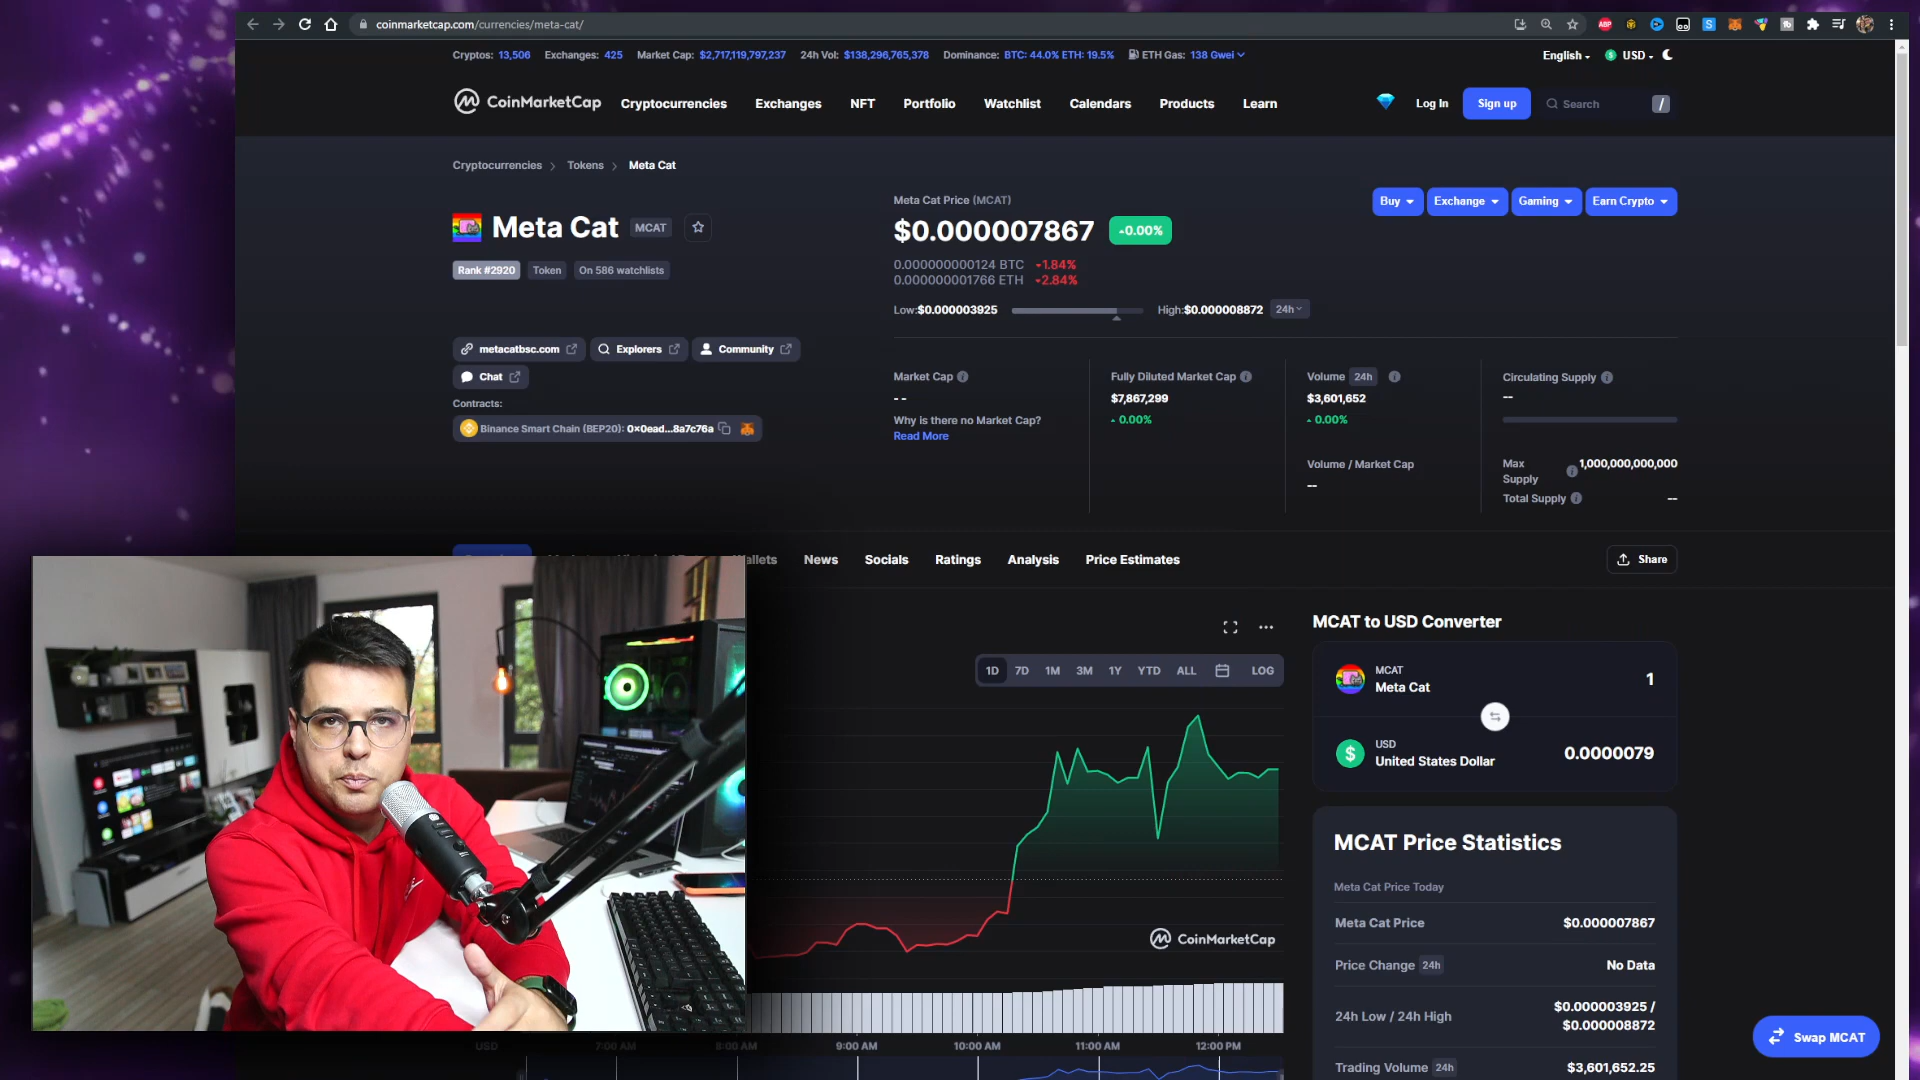 coinmarketcap.com/currencies/meta-cat/
Cryptos: 13,506 Exchanges: 425 Market Cap: $2,717,119,797,237 24h Vol: $138,296,765,378 Dominance: BTC: 44.0% ETH: 19.5% ETH Gas: 138 Gwei
English USD
CoinMarketCap Cryptocurrencies Exchanges NFT Portfolio Watchlist Calendars Products Learn Log In Sign up Search /
Cryptocurrencies Tokens Meta Cat
Meta Cat Price (MCAT)
Buy Exchange Gaming Earn Crypto
Meta Cat MCAT
$0.000007867 0.00%
Rank #2920 Token On 586 watchlists
0.000000000124 BTC 1.84%
0.000000001766 ETH 2.84%
Low:$0.000003925 High:$0.000008872 24h
metacatbsc.com Explorers Community
Chat
Contracts:
Binance Smart Chain (BEP20): 0x0ead...8a7c76a
Market Cap
- -
Why is there no Market Cap?
Read More
Fully Diluted Market Cap
$7,867,299
0.00%
Volume 24h
$3,601,652
0.00%
Volume / Market Cap
--
Circulating Supply
--
Max Supply 1,000,000,000,000
Total Supply --
News Socials Ratings Analysis Price Estimates Share
1D 7D 1M 3M 1Y YTD ALL LOG
CoinMarketCap
USD 7:00 AM 8:00 AM 9:00 AM 10:00 AM 11:00 AM 12:00 PM
MCAT to USD Converter
MCAT
Meta Cat 1
USD
United States Dollar 0.0000079
MCAT Price Statistics
Meta Cat Price Today
Meta Cat Price $0.000007867
Price Change 24h No Data
24h Low / 24h High $0.000003925 /
$0.000008872
Trading Volume 24h $3,601,652.25
Swap MCAT